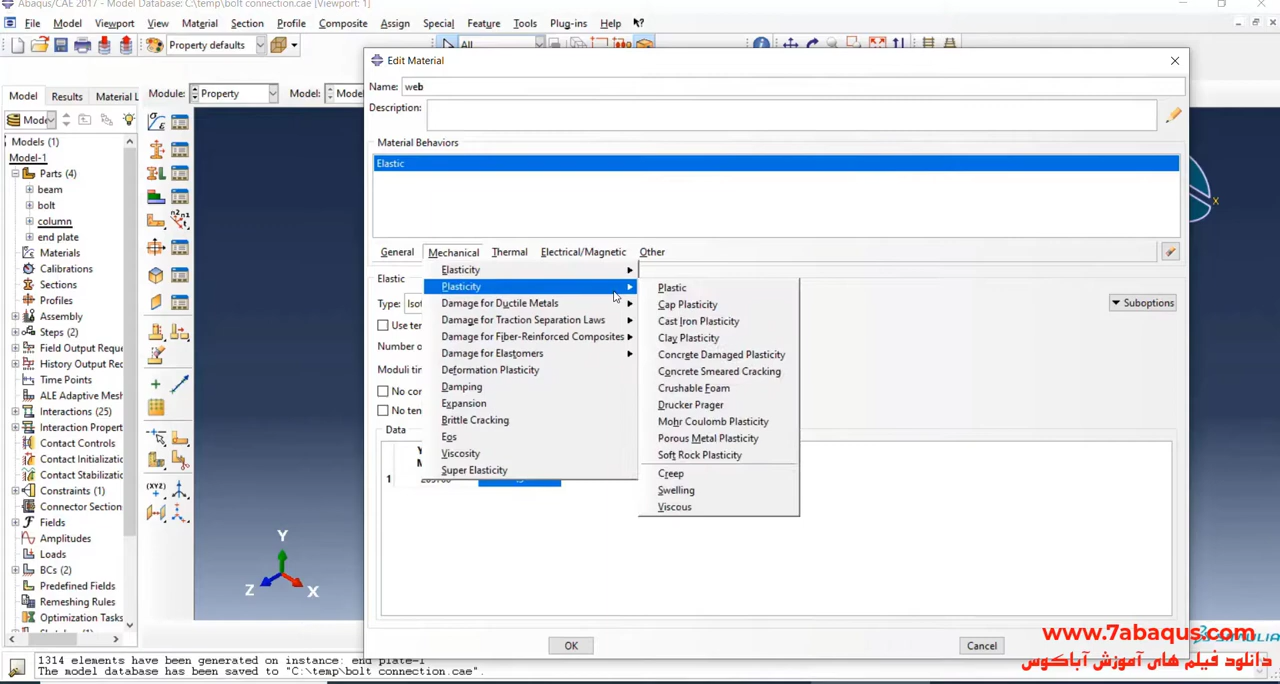 Abaqus/CAE 2017 - Model Database: C:\temp\bolt connection.cae [Viewport: 1]
File Model Viewport View Material Section Profile Composite Assign Special Feature Tools Plug-ins Help
Property defaults All
Edit Material
Name: web
Description:
Model Results Material L Module: Property Model: Mode
Material Behaviors
Elastic
Models (1)
Model-1
Parts (4)
beam
bolt
column
end plate
Materials
Calibrations
Sections
Profiles
Assembly
Steps (2)
Field Output Reque
History Output Req
Time Points
ALE Adaptive Mesh
Interactions (25)
Interaction Propert
Contact Controls
Contact Initializatio
Contact Stabilizatio
Constraints (1)
Connector Section
Fields
Amplitudes
Loads
BCs (2)
Predefined Fields
Remeshing Rules
Optimization Tasks
General Mechanical Thermal Electrical/Magnetic Other
Elastic
Type: Isot
Suboptions
Use ten
Number o
Moduli tim
No con
No ten
Data
1
Elasticity
Plasticity
Damage for Ductile Metals
Damage for Traction Separation Laws
Damage for Fiber-Reinforced Composites
Damage for Elastomers
Deformation Plasticity
Damping
Expansion
Brittle Cracking
Eos
Viscosity
Super Elasticity
Plastic
Cap Plasticity
Cast Iron Plasticity
Clay Plasticity
Concrete Damaged Plasticity
Concrete Smeared Cracking
Crushable Foam
Drucker Prager
Mohr Coulomb Plasticity
Porous Metal Plasticity
Soft Rock Plasticity
Creep
Swelling
Viscous
Y
Z X
X
OK Cancel
1314 elements have been generated on instance: end plate-1
The model database has been saved to "C:\temp\bolt connection.cae".
www.7abaqus.com
دانلود فیلم های آموزش آباکوس